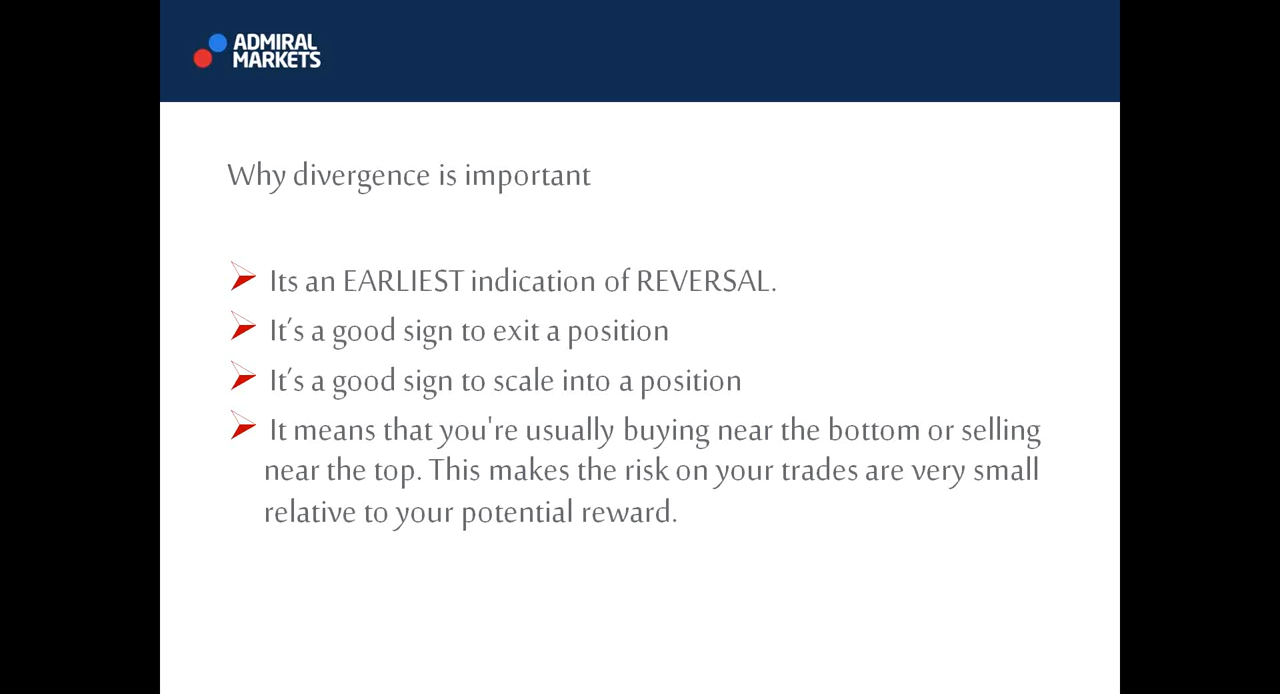 ADMIRAL
MARKETS
Why divergence is important
Its an EARLIEST indication of REVERSAL.
It’s a good sign to exit a position
It’s a good sign to scale into a position
It means that you're usually buying near the bottom or selling
near the top. This makes the risk on your trades are very small
relative to your potential reward.